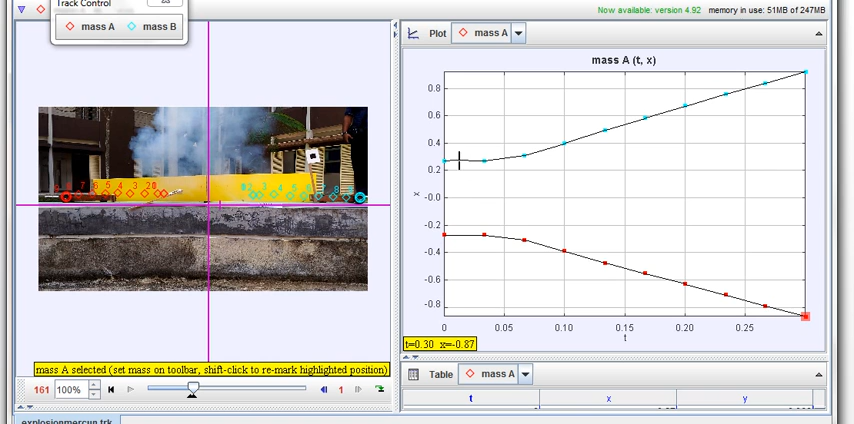 Track Control
mass A mass B
Now available: version 4.92 memory in use: 51MB of 247MB
Plot mass A
mass A (t, x)
0.8
0.6
0.4
0.2
x
-0.0
-0.2
-0.4
-0.6
-0.8
0 0.05 0.10 0.15 0.20 0.25
t
t=0.30 x=-0.87
mass A selected (set mass on toolbar, shift-click to re-mark highlighted position)
161 100% 1
Table mass A
t x y
explosionmercun.trk